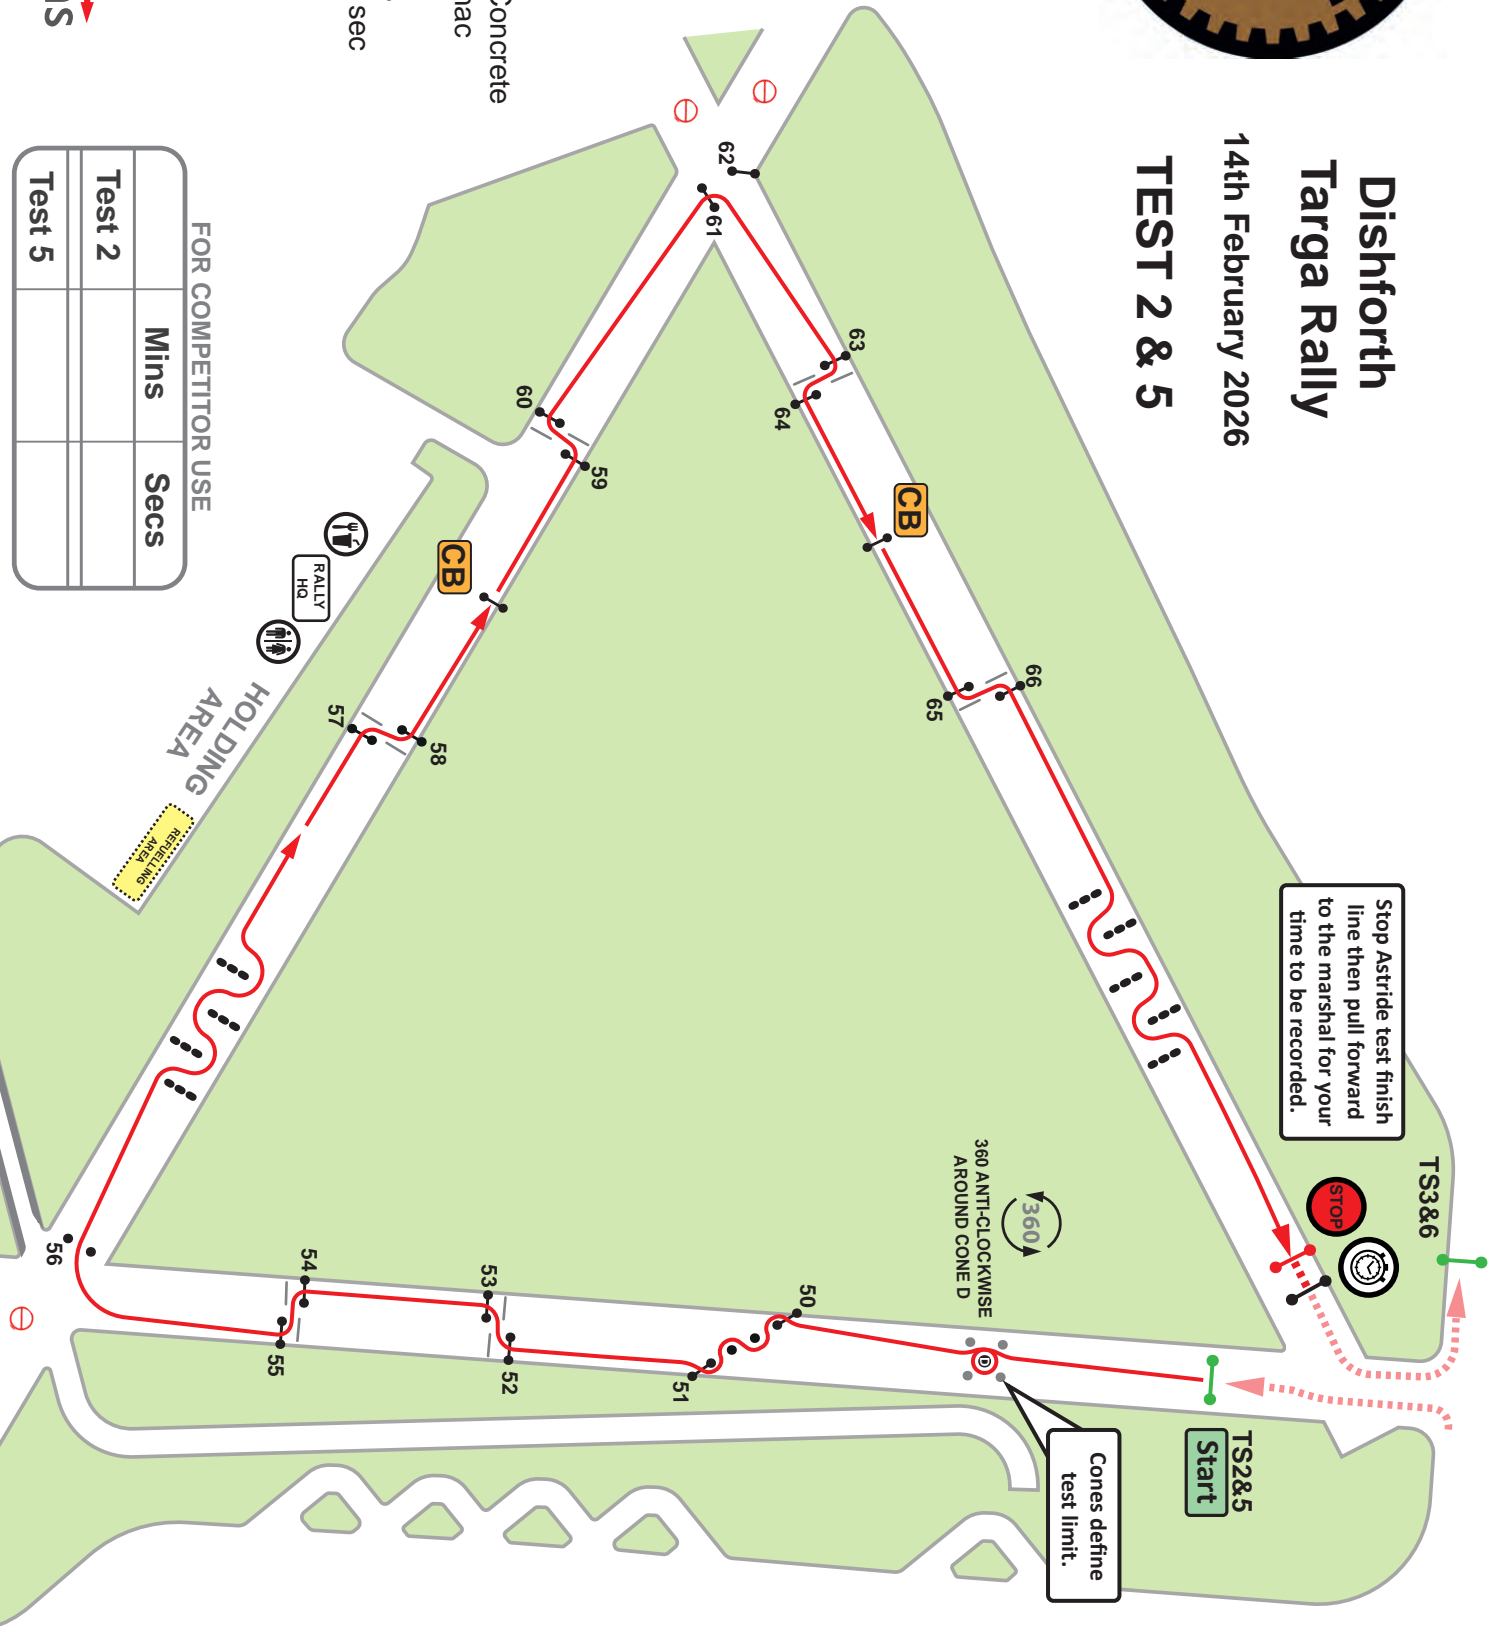 Dishforth
Targa Rally
14th February 2026
TEST 2 & 5
Concrete
sec
FOR COMPETITOR USE
Mins
Secs
Test 2
Test 5
Stop Astride test finish
line then pull forward
to the marshal for your
time to be recorded.
TS3&6
STOP
TS2&5
Start
Cones define
test limit.
360
360 ANTI-CLOCKWISE
AROUND CONE D
D
50
51
52
53
54
55
56
57
58
CB
59
60
61
62
63
64
CB
65
66
RALLY
HQ
HOLDING
AREA
REFUELLING
AREA